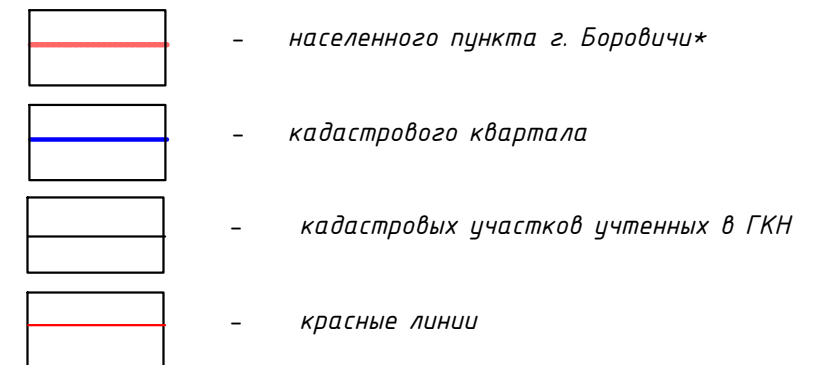 - населенного пункта г. Боровичи*
- кадастрового квартала
- кадастровых участков учтенных в ГКН
- красные линии